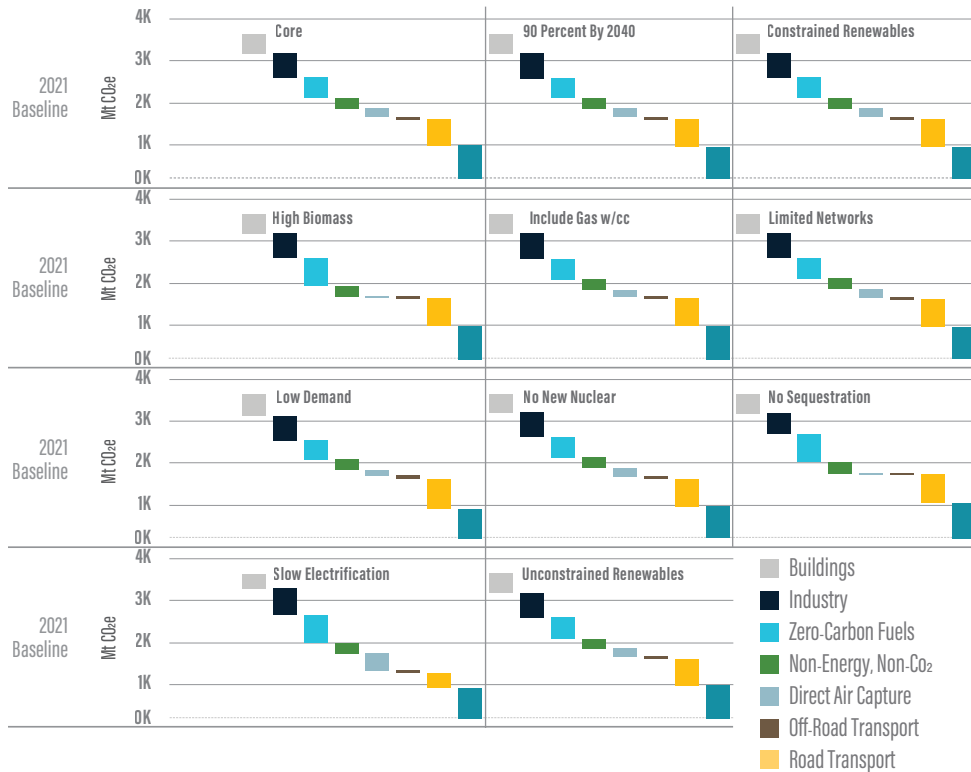 4K
Core
90 Percent By 2040
Constrained Renewables
3K
2021
Baseline
Mt CO₂e
2K
1K
0K
4K
High Biomass
Include Gas w/cc
Limited Networks
3K
2021
Baseline
Mt CO₂e
2K
1K
0K
4K
Low Demand
No New Nuclear
No Sequestration
3K
2021
Baseline
Mt CO₂e
2K
1K
0K
4K
Slow Electrification
Unconstrained Renewables
3K
2021
Baseline
Mt CO₂e
2K
1K
0K
Buildings
Industry
Zero-Carbon Fuels
Non-Energy, Non-Co₂
Direct Air Capture
Off-Road Transport
Road Transport